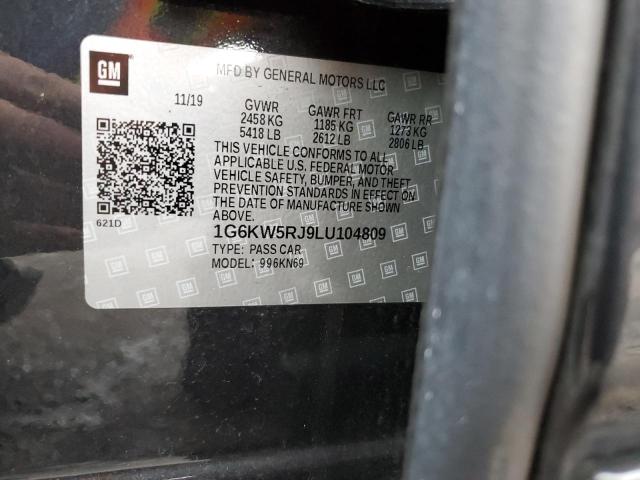 GM
MFD BY GENERAL MOTORS LLC
11/19 GVWR GAWR FRT GAWR RR
2458 KG 1185 KG 1273 KG
5418 LB 2612 LB 2806 LB
THIS VEHICLE CONFORMS TO ALL
APPLICABLE U.S. FEDERAL MOTOR
VEHICLE SAFETY, BUMPER, AND THEFT
PREVENTION STANDARDS IN EFFECT ON
THE DATE OF MANUFACTURE SHOWN
ABOVE.
621D
1G6KW5RJ9LU104809
TYPE: PASS CAR
MODEL: 996KN69